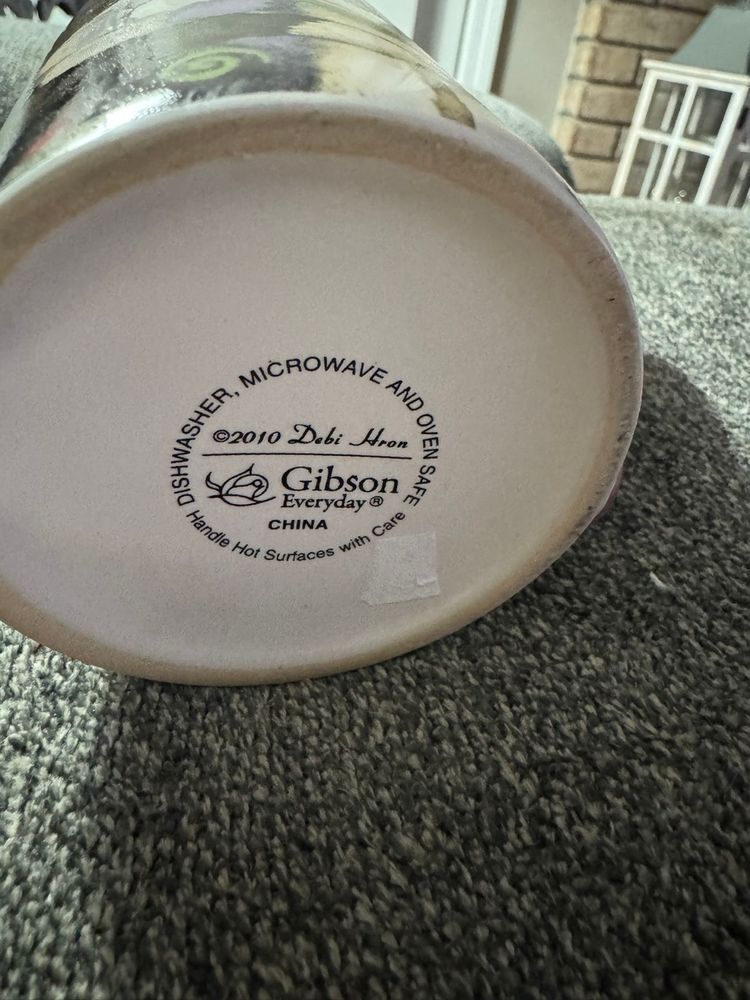 DISHWASHER, MICROWAVE AND OVEN SAFE
©2010 Debi Hron
Gibson
Everyday®
CHINA
Handle Hot Surfaces with Care